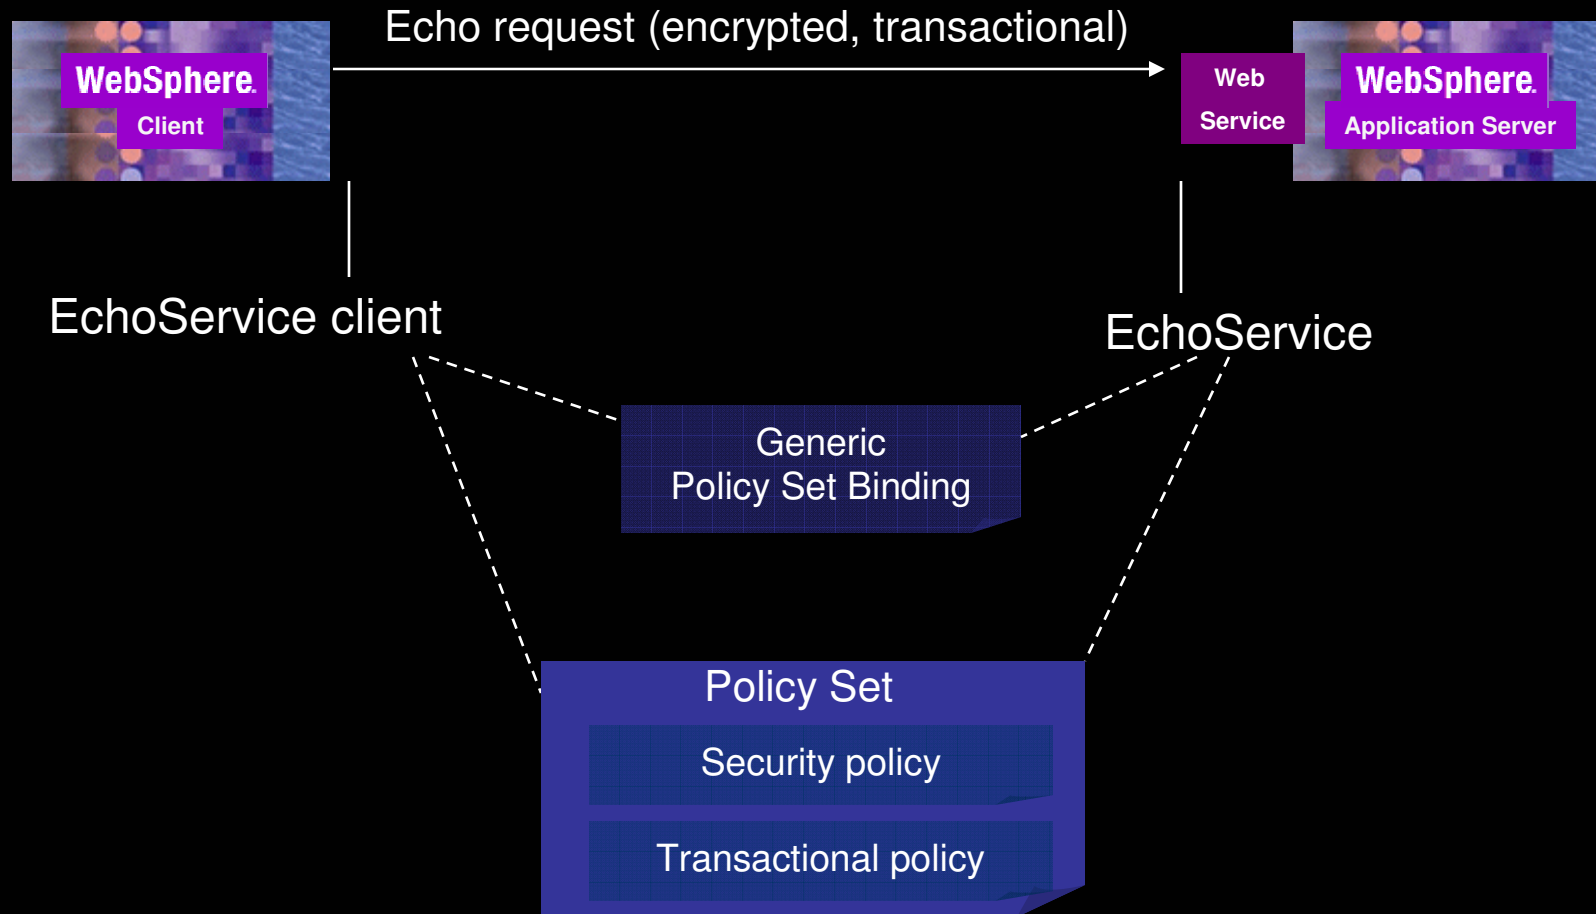 Echo request (encrypted, transactional)
WebSphere.
Client
Web
Service
WebSphere.
Application Server
EchoService client
EchoService
Generic
Policy Set Binding
Policy Set
Security policy
Transactional policy